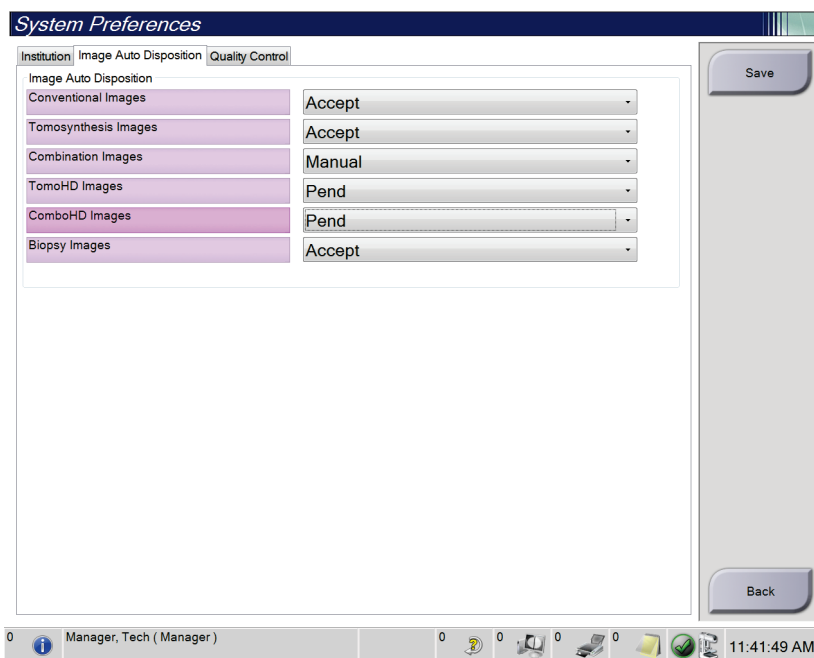 System Preferences
Institution Image Auto Disposition Quality Control
Save
Image Auto Disposition
Conventional Images Accept
Tomosynthesis Images Accept
Combination Images Manual
TomoHD Images Pend
ComboHD Images Pend
Biopsy Images Accept
Back
0 Manager, Tech ( Manager ) 0 0 0 0 11:41:49 AM